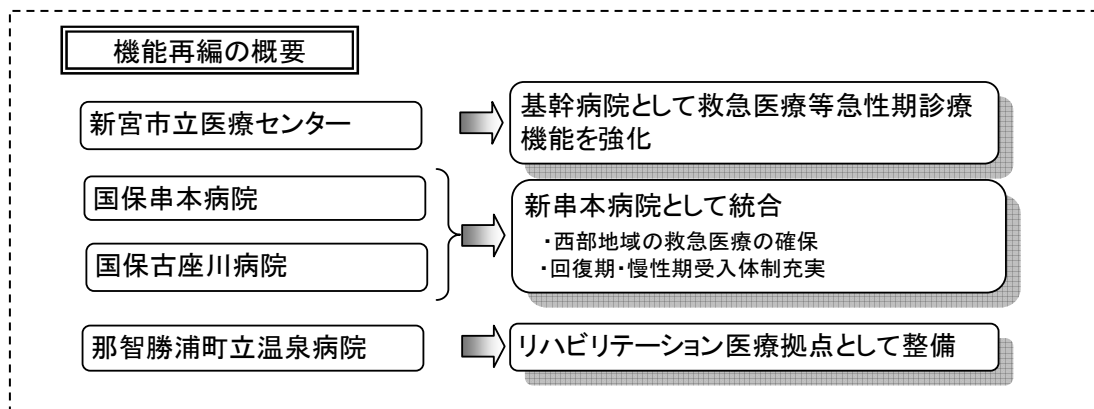 機能再編の概要
新宮市立医療センター
基幹病院として救急医療等急性期診療
機能を強化
国保串本病院
国保古座川病院
新串本病院として統合
・西部地域の救急医療の確保
・回復期・慢性期受入体制充実
那智勝浦町立温泉病院
リハビリテーション医療拠点として整備